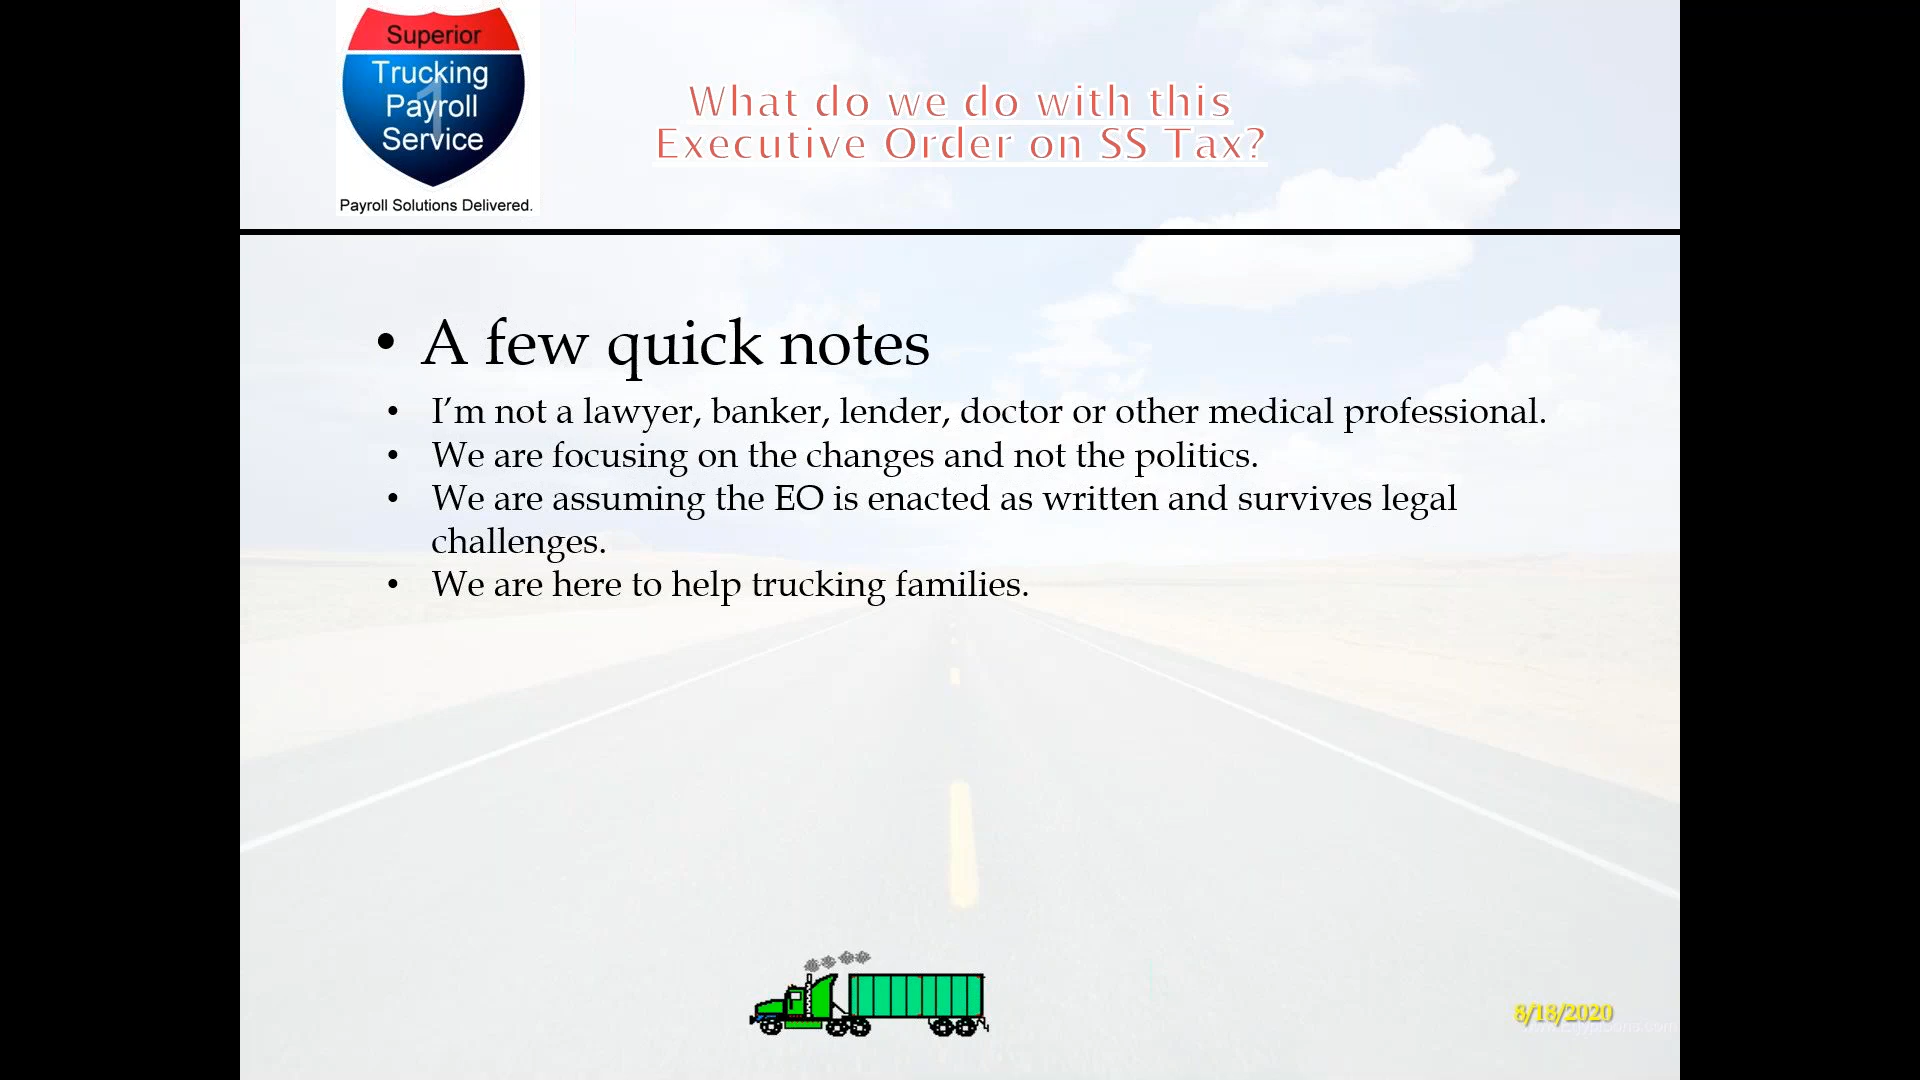 Superior
Trucking
Payroll
Service
Payroll Solutions Delivered.
What do we do with this
Executive Order on SS Tax?
• A few quick notes
• I’m not a lawyer, banker, lender, doctor or other medical professional.
• We are focusing on the changes and not the politics.
• We are assuming the EO is enacted as written and survives legal
challenges.
• We are here to help trucking families.
8/18/2020